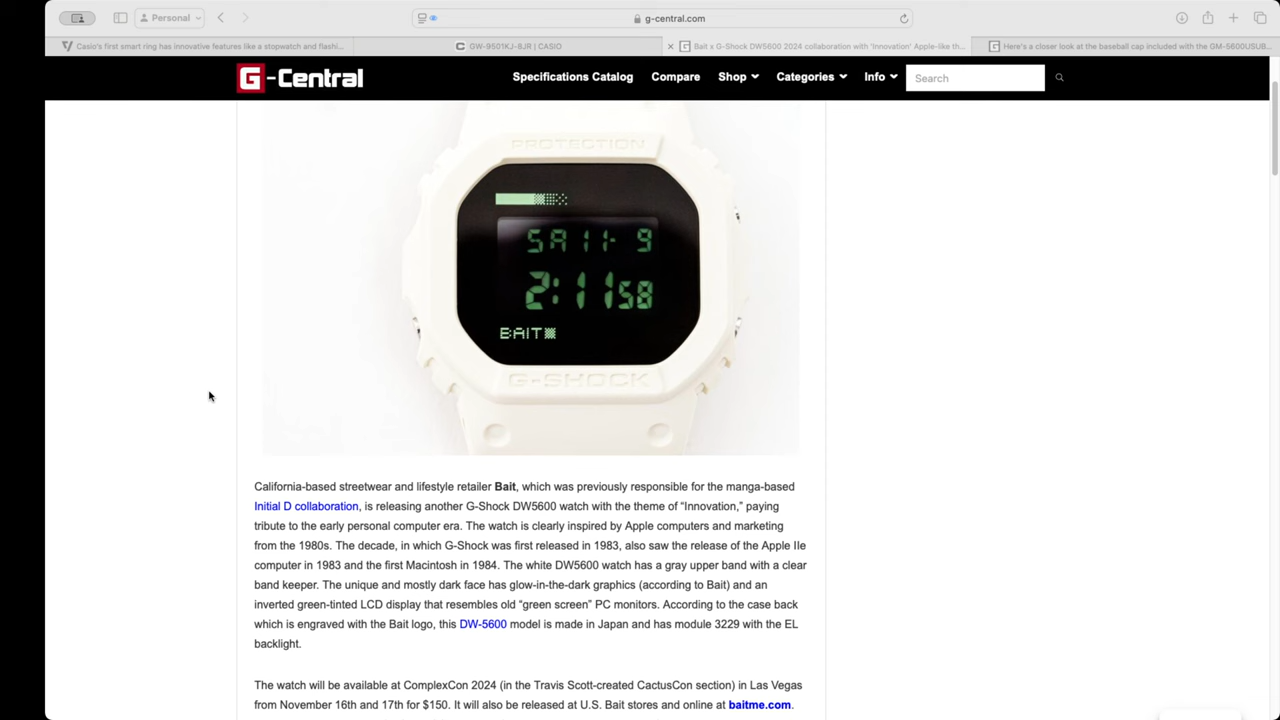 Personal
g-central.com
Casio's first smart ring has innovative features like a stopwatch and flashi...
GW-9501KJ-8JR | CASIO
Bait x G-Shock DW5600 2024 collaboration with 'Innovation' Apple-like th...
Here's a closer look at the baseball cap included with the GM-5600USUB...
G-Central
Specifications Catalog
Compare
Shop
Categories
Info
Search
PROTECTION
SA 11- 9
2:11 58
BAIT
G-SHOCK
California-based streetwear and lifestyle retailer Bait, which was previously responsible for the manga-based
Initial D collaboration, is releasing another G-Shock DW5600 watch with the theme of “Innovation,” paying
tribute to the early personal computer era. The watch is clearly inspired by Apple computers and marketing
from the 1980s. The decade, in which G-Shock was first released in 1983, also saw the release of the Apple IIe
computer in 1983 and the first Macintosh in 1984. The white DW5600 watch has a gray upper band with a clear
band keeper. The unique and mostly dark face has glow-in-the-dark graphics (according to Bait) and an
inverted green-tinted LCD display that resembles old “green screen” PC monitors. According to the case back
which is engraved with the Bait logo, this DW-5600 model is made in Japan and has module 3229 with the EL
backlight.
The watch will be available at ComplexCon 2024 (in the Travis Scott-created CactusCon section) in Las Vegas
from November 16th and 17th for $150. It will also be released at U.S. Bait stores and online at baitme.com.